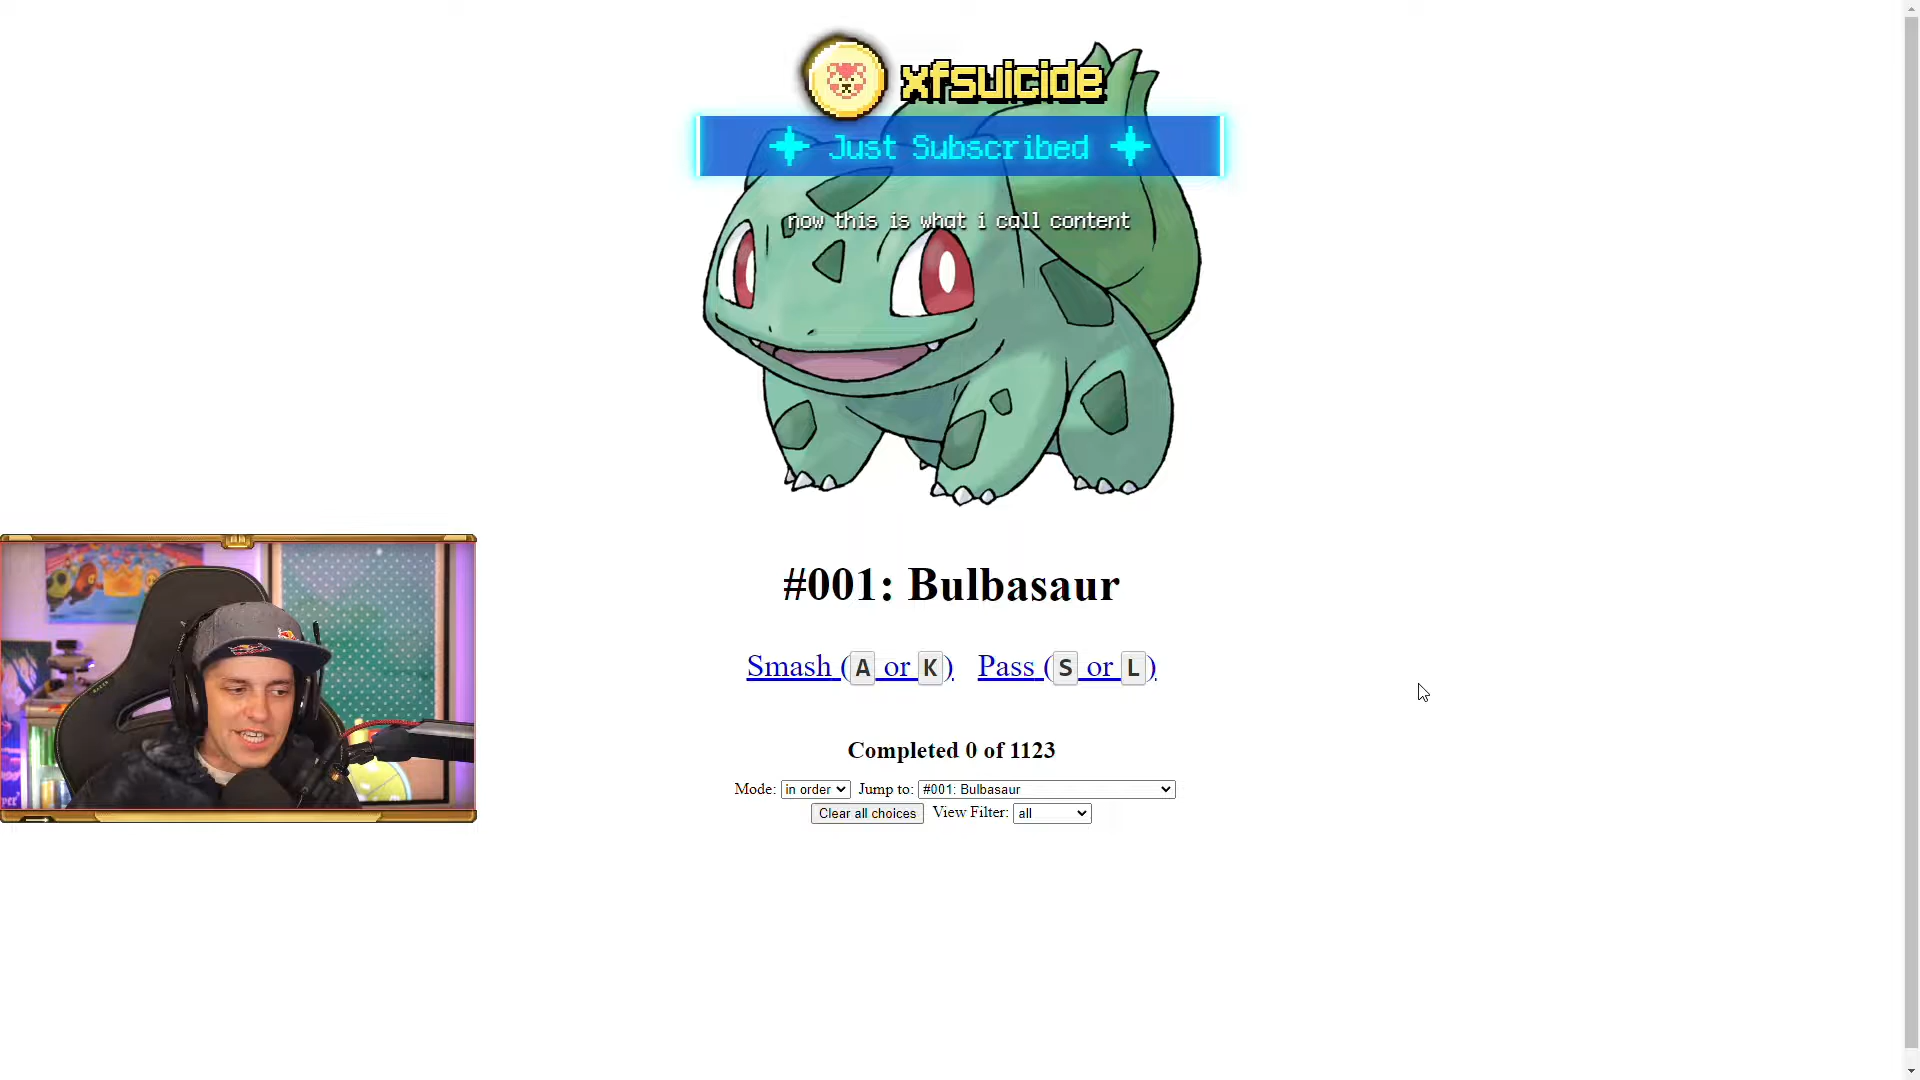 xfsuicide
Just Subscribed
now this is what i call content
#001: Bulbasaur
Smash (A or K) Pass (S or L)
Completed 0 of 1123
Mode: in order Jump to: #001: Bulbasaur
Clear all choices View Filter: all